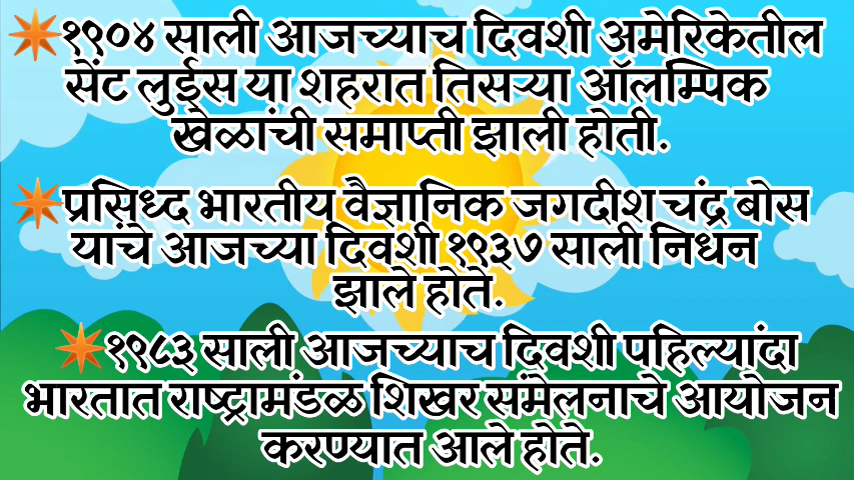 १९०४ साली आजच्याच दिवशी अमेरिकेतील
सेंट लुईस या शहरात तिसऱ्या ऑलम्पिक
खेळांची समाप्ती झाली होती.
प्रसिध्द भारतीय वैज्ञानिक जगदीश चंद्र बोस
यांचे आजच्या दिवशी १९३७ साली निधन
झाले होते.
१९८३ साली आजच्याच दिवशी पहिल्यांदा
भारतात राष्ट्रामंडळ शिखर संमेलनाचे आयोजन
करण्यात आले होते.